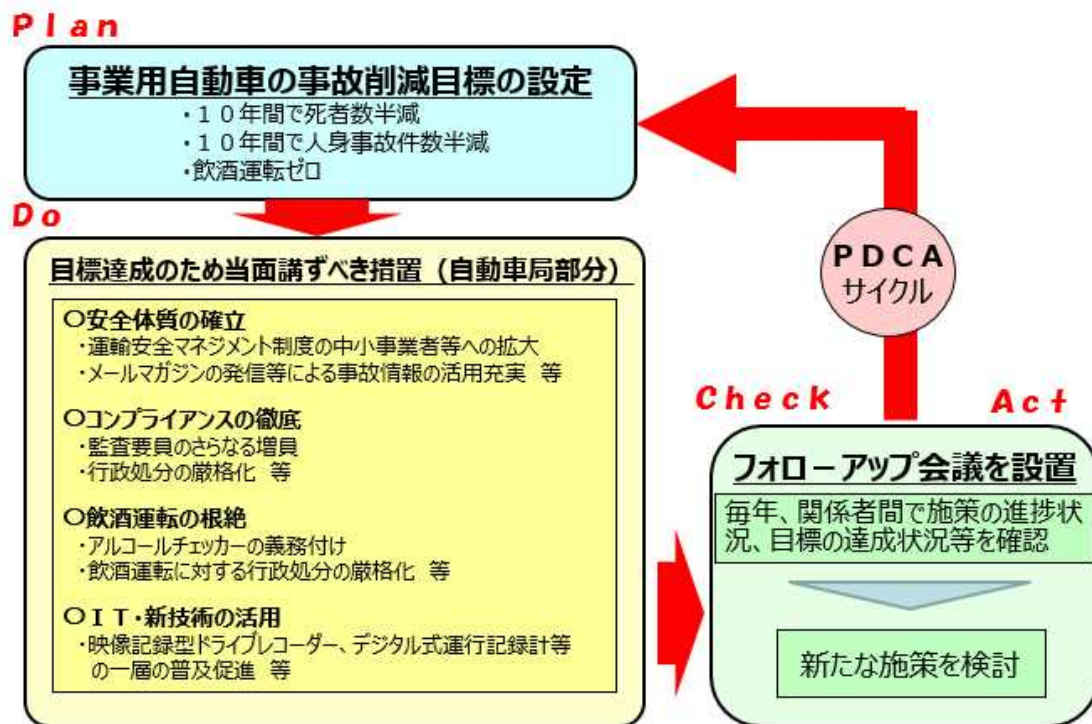 Plan
事業用自動車の事故削減目標の設定
・１０年間で死者数半減
・１０年間で人身事故件数半減
・飲酒運転ゼロ
Do
目標達成のため当面講ずべき措置（自動車局部分）
〇安全体質の確立
・運輸安全マネジメント制度の中小事業者等への拡大
・メールマガジンの発信等による事故情報の活用充実　等
〇コンプライアンスの徹底
・監査要員のさらなる増員
・行政処分の厳格化　等
〇飲酒運転の根絶
・アルコールチェッカーの義務付け
・飲酒運転に対する行政処分の厳格化　等
〇ＩＴ・新技術の活用
・映像記録型ドライブレコーダー、デジタル式運行記録計等
の一層の普及促進　等
ＰＤＣＡ
サイクル
Check
Act
フォローアップ会議を設置
毎年、関係者間で施策の進捗状
況、目標の達成状況等を確認
新たな施策を検討